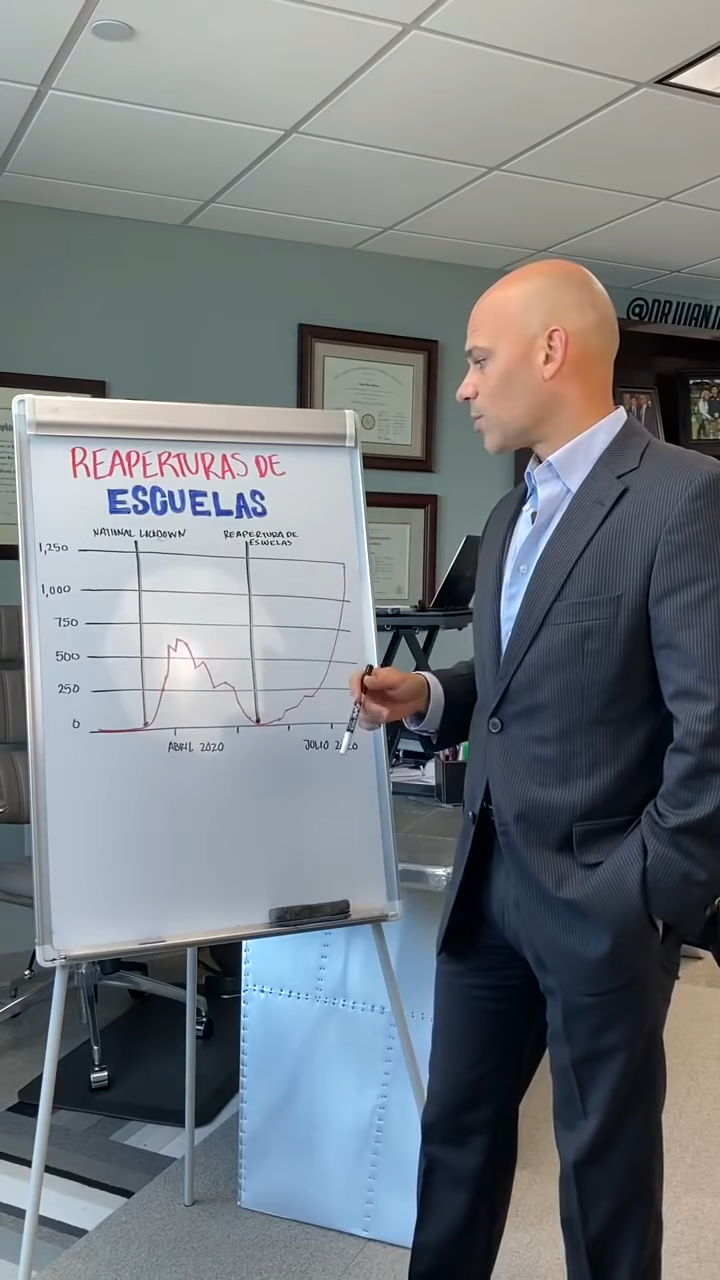 @DRJUANJ
REAPERTURAS DE
ESCUELAS
NATIONAL LOCKDOWN
REAPERTURA DE
ESCUELAS
1,250
1,000
750
500
250
0
ABRIL 2020
JULIO 2020